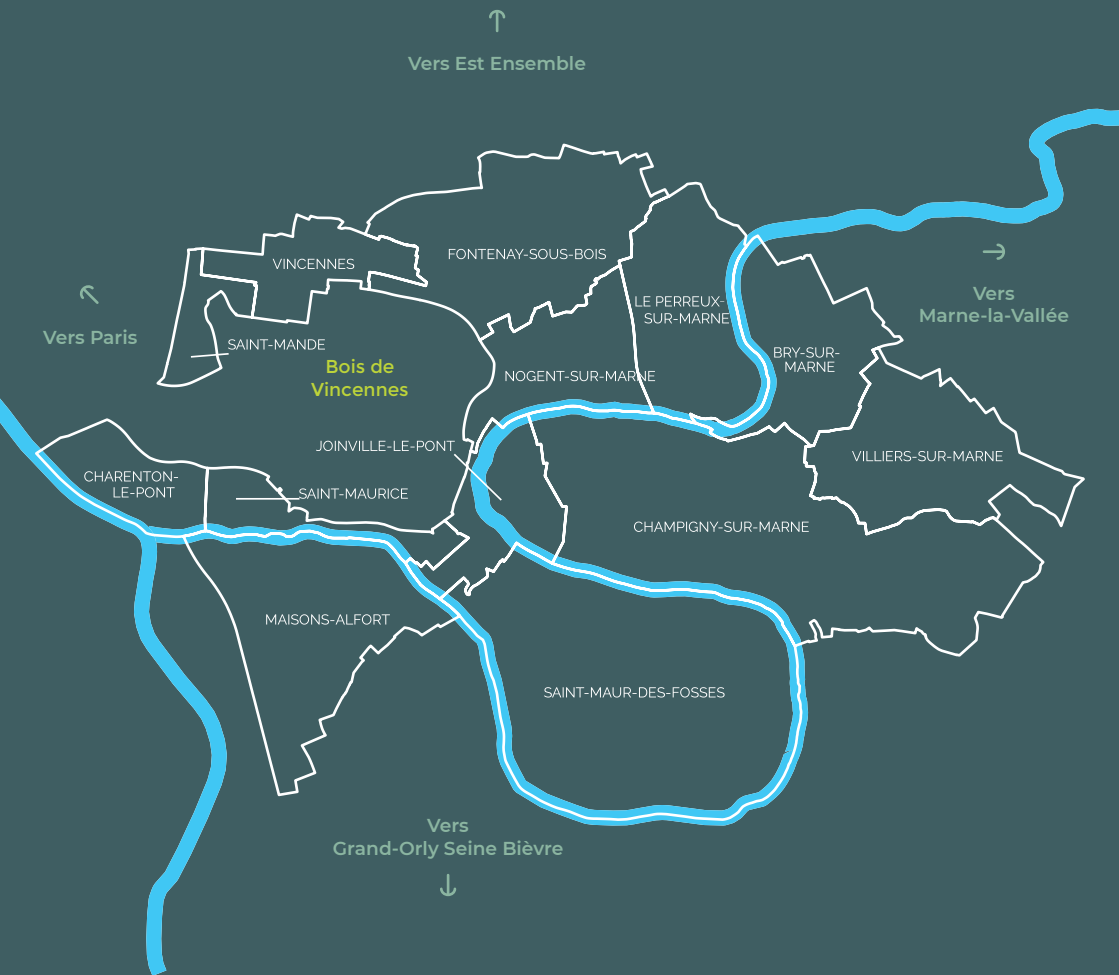 Vers Est Ensemble
FONTENAY-SOUS-BOIS
VINCENNES
Vers
Marne-la-Vallée
LE PERREUX-
SUR-MARNE
Vers Paris
SAINT-MANDE
BRY-SUR-
MARNE
Bois de
Vincennes
NOGENT-SUR-MARNE
JOINVILLE-LE-PONT
VILLIERS-SUR-MARNE
CHARENTON-
LE-PONT
SAINT-MAURICE
CHAMPIGNY-SUR-MARNE
MAISONS-ALFORT
SAINT-MAUR-DES-FOSSES
Vers
Grand-Orly Seine Bièvre